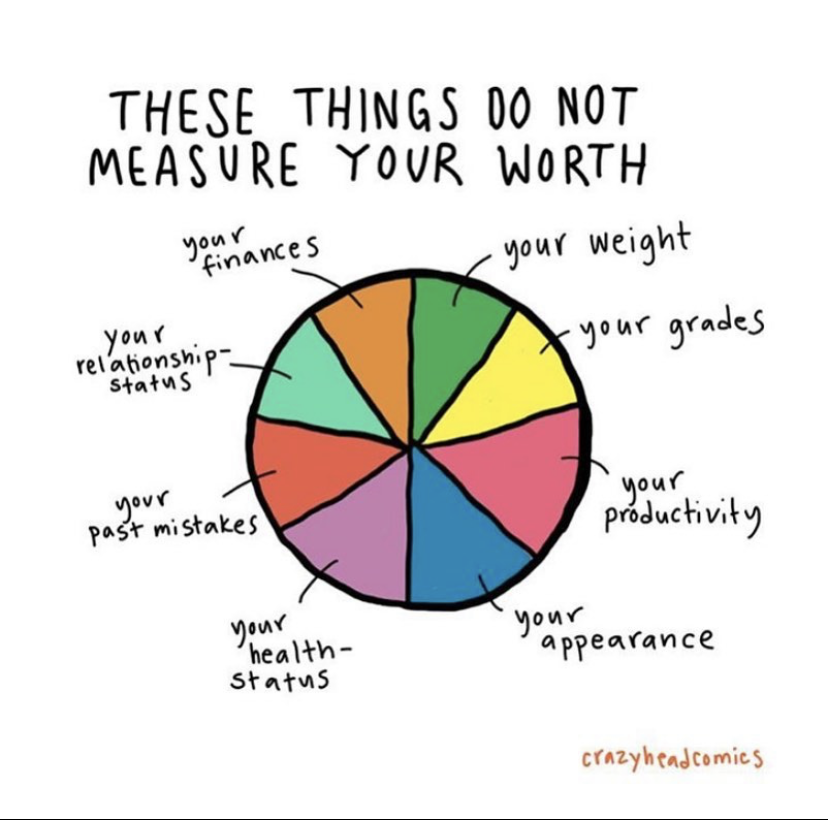 THESE THINGS DO NOT
MEASURE YOUR WORTH
your
finances
your weight
your grades
your
relationship-
status
your
productivity
your
past mistakes
your
appearance
your
health-
status
crazyheadcomics